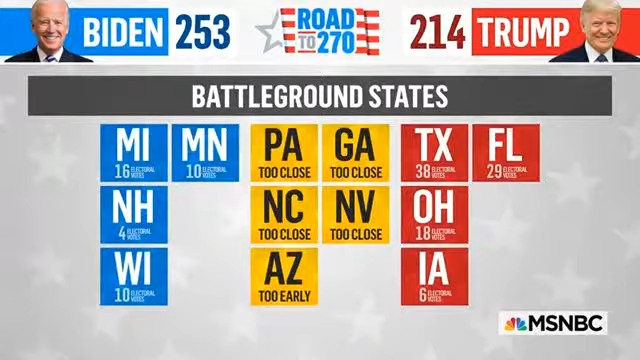 BIDEN 253 ROAD TO 270 214 TRUMP
BATTLEGROUND STATES
MI 16 ELECTORAL VOTES
MN 10 ELECTORAL VOTES
PA TOO CLOSE
GA TOO CLOSE
TX 38 ELECTORAL VOTES
FL 29 ELECTORAL VOTES
NH 4 ELECTORAL VOTES
NC TOO CLOSE
NV TOO CLOSE
OH 18 ELECTORAL VOTES
WI 10 ELECTORAL VOTES
AZ TOO EARLY
IA 6 ELECTORAL VOTES
MSNBC